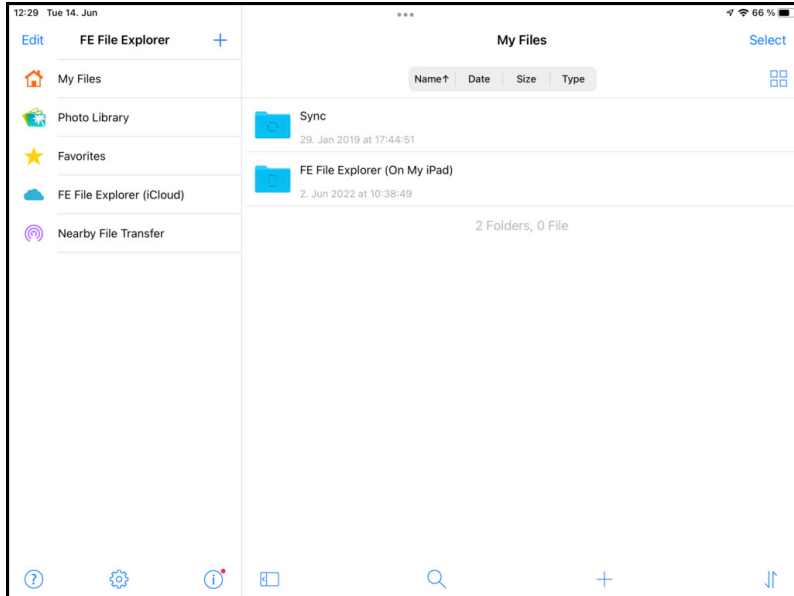 12:29 Tue 14. Jun
66 %
Edit
FE File Explorer
My Files
Select
My Files
Name↑ Date Size Type
Photo Library
Sync
29. Jan 2019 at 17:44:51
Favorites
FE File Explorer (On My iPad)
2. Jun 2022 at 10:38:49
FE File Explorer (iCloud)
2 Folders, 0 File
Nearby File Transfer